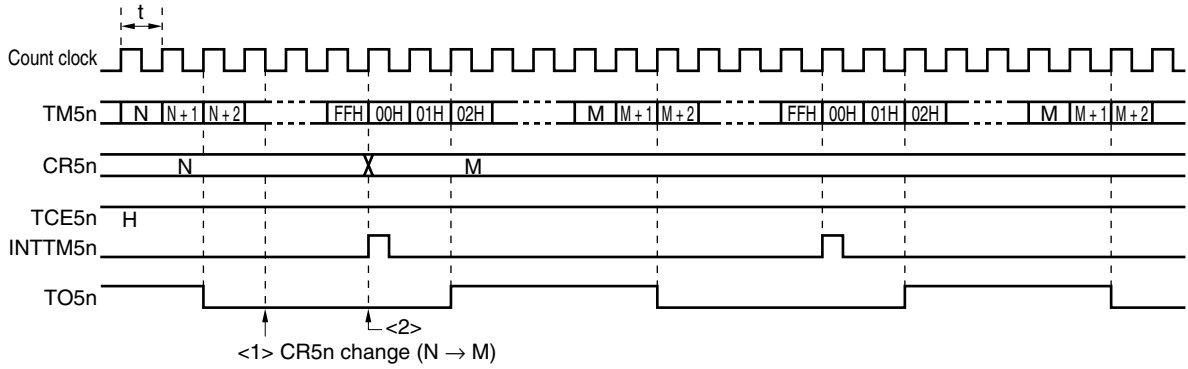 t
Count clock
TM5n N N + 1 N + 2 FFH 00H 01H 02H M M + 1 M + 2 FFH 00H 01H 02H M M + 1 M + 2
CR5n N M
TCE5n H
INTTM5n
TO5n
<2>
<1> CR5n change (N → M)